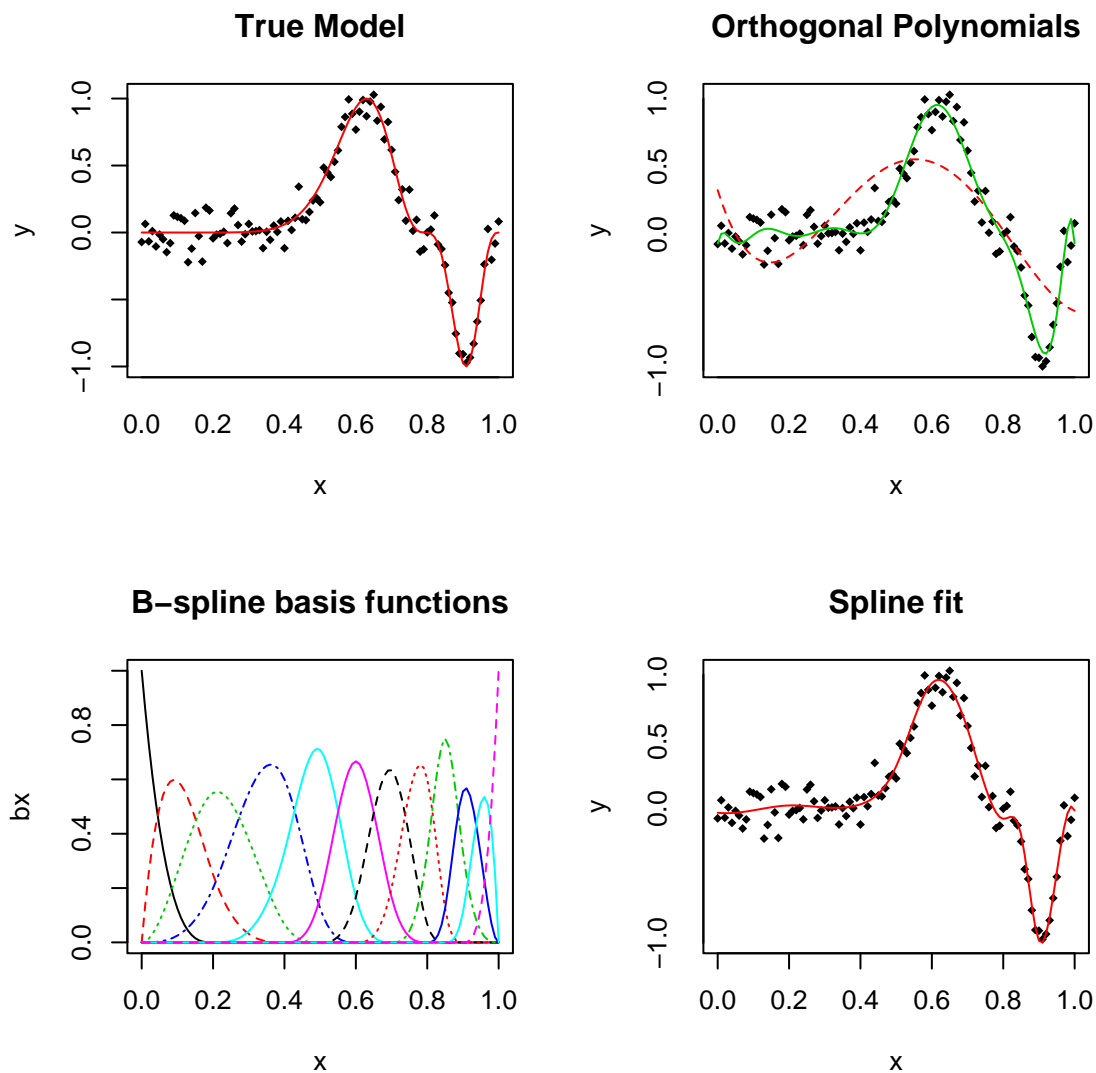 True Model
1.0
0.5
0.0
−1.0
y
0.0 0.2 0.4 0.6 0.8 1.0
x
Orthogonal Polynomials
1.0
0.5
0.0
−1.0
y
0.0 0.2 0.4 0.6 0.8 1.0
x
B−spline basis functions
0.8
0.4
0.0
bx
0.0 0.2 0.4 0.6 0.8 1.0
x
Spline fit
1.0
0.5
0.0
−1.0
y
0.0 0.2 0.4 0.6 0.8 1.0
x